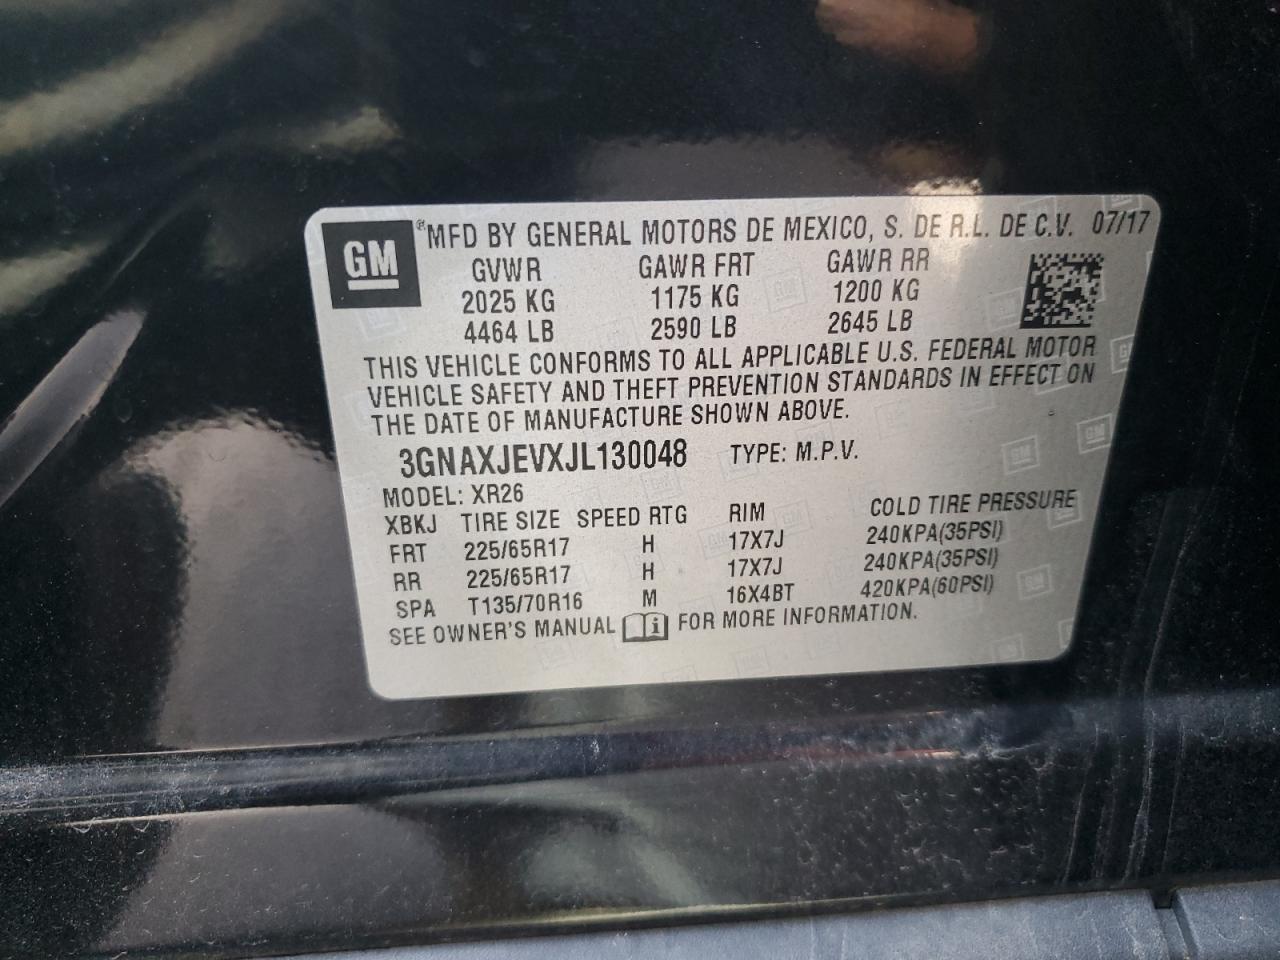 GM ® MFD BY GENERAL MOTORS DE MEXICO, S. DE R.L. DE C.V. 07/17
GVWR GAWR FRT GAWR RR
2025 KG 1175 KG 1200 KG
4464 LB 2590 LB 2645 LB
THIS VEHICLE CONFORMS TO ALL APPLICABLE U.S. FEDERAL MOTOR
VEHICLE SAFETY AND THEFT PREVENTION STANDARDS IN EFFECT ON
THE DATE OF MANUFACTURE SHOWN ABOVE.
3GNAXJEVXJL130048 TYPE: M.P.V.
MODEL: XR26
XBKJ TIRE SIZE SPEED RTG RIM COLD TIRE PRESSURE
FRT 225/65R17 H 17X7J 240KPA(35PSI)
RR 225/65R17 H 17X7J 240KPA(35PSI)
SPA T135/70R16 M 16X4BT 420KPA(60PSI)
SEE OWNER'S MANUAL i FOR MORE INFORMATION.